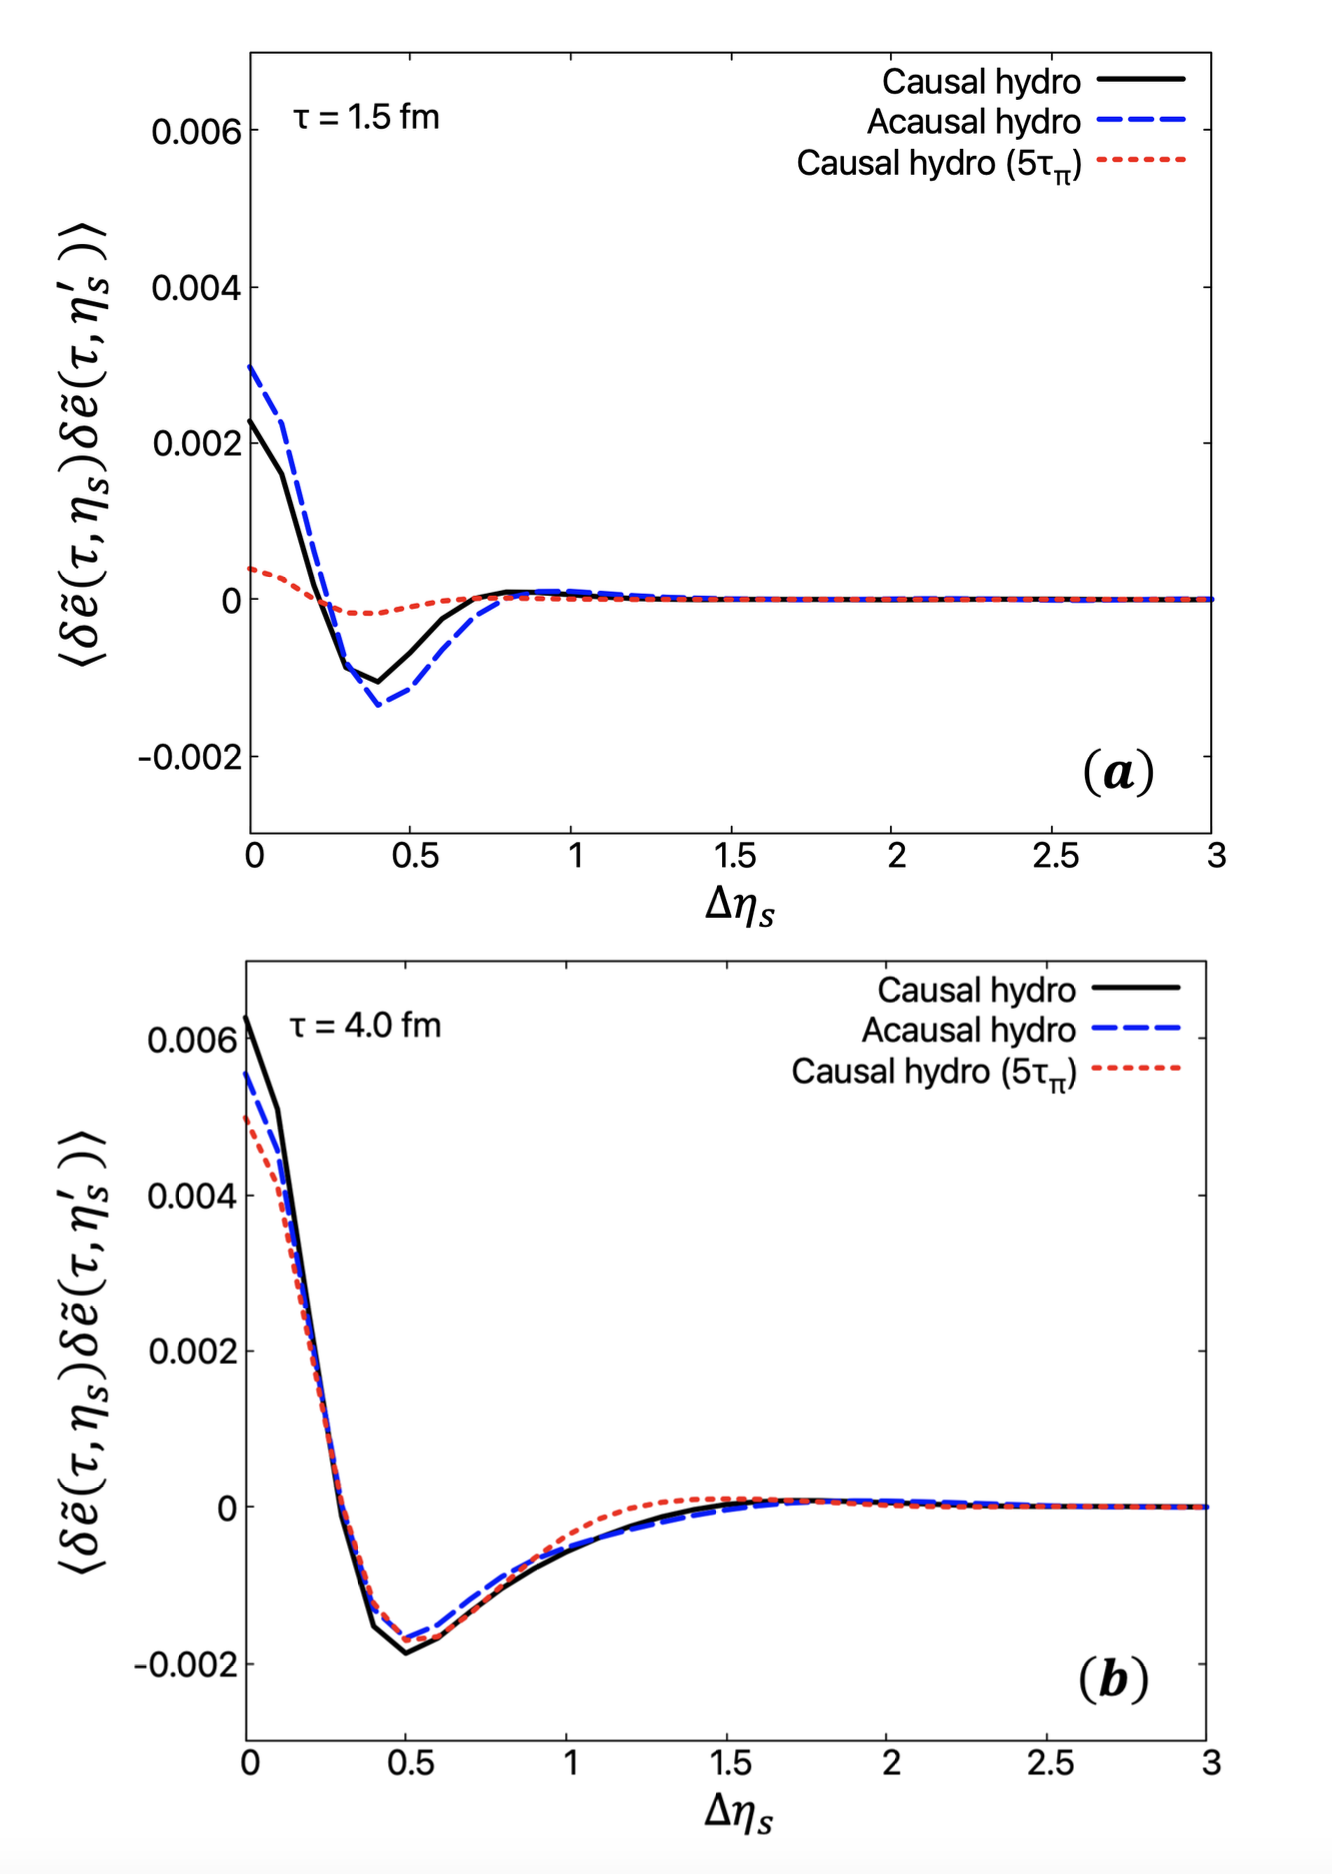 τ = 1.5 fm
Causal hydro
Acausal hydro
Causal hydro (5τπ)
0.006
0.004
0.002
0
-0.002
⟨δẽ(τ, ηs)δẽ(τ, ηs′)⟩
(a)
0 0.5 1 1.5 2 2.5 3
Δηs
τ = 4.0 fm
Causal hydro
Acausal hydro
Causal hydro (5τπ)
0.006
0.004
0.002
0
-0.002
⟨δẽ(τ, ηs)δẽ(τ, ηs′)⟩
(b)
0 0.5 1 1.5 2 2.5 3
Δηs